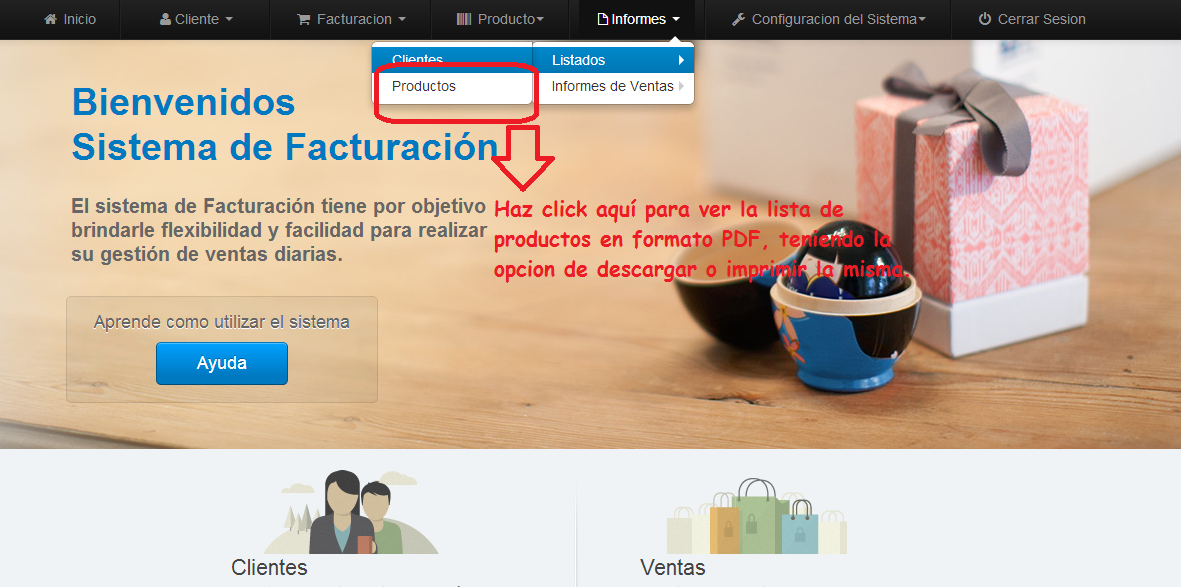 Inicio
Cliente
Facturacion
Producto
Informes
Configuracion del Sistema
Cerrar Sesion
Clientes
Listados
Productos
Informes de Ventas
Bienvenidos
Sistema de Facturación
El sistema de Facturación tiene por objetivo
brindarle flexibilidad y facilidad para realizar
su gestión de ventas diarias.
Haz click aquí para ver la lista de
productos en formato PDF, teniendo la
opcion de descargar o imprimir la misma.
Aprende como utilizar el sistema
Ayuda
Clientes
Ventas